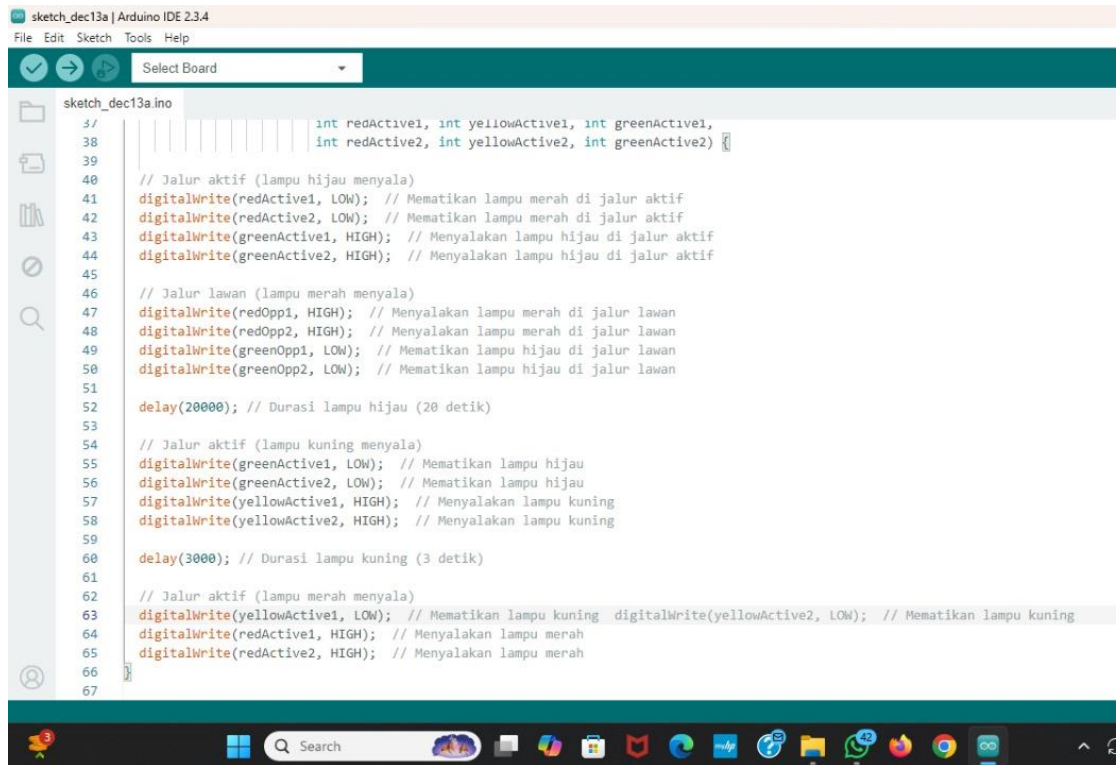 sketch_dec13a | Arduino IDE 2.3.4
File Edit Sketch Tools Help
Select Board
sketch_dec13a.ino
37 int redActive1, int yellowActive1, int greenActive1,
38 int redActive2, int yellowActive2, int greenActive2) {
39
40 // Jalur aktif (lampu hijau menyala)
41 digitalWrite(redActive1, LOW); // Mematikan lampu merah di jalur aktif
42 digitalWrite(redActive2, LOW); // Mematikan lampu merah di jalur aktif
43 digitalWrite(greenActive1, HIGH); // Menyalakan lampu hijau di jalur aktif
44 digitalWrite(greenActive2, HIGH); // Menyalakan lampu hijau di jalur aktif
45
46 // Jalur lawan (lampu merah menyala)
47 digitalWrite(redOpp1, HIGH); // Menyalakan lampu merah di jalur lawan
48 digitalWrite(redOpp2, HIGH); // Menyalakan lampu merah di jalur lawan
49 digitalWrite(greenOpp1, LOW); // Mematikan lampu hijau di jalur lawan
50 digitalWrite(greenOpp2, LOW); // Mematikan lampu hijau di jalur lawan
51
52 delay(20000); // Durasi lampu hijau (20 detik)
53
54 // Jalur aktif (lampu kuning menyala)
55 digitalWrite(greenActive1, LOW); // Mematikan lampu hijau
56 digitalWrite(greenActive2, LOW); // Mematikan lampu hijau
57 digitalWrite(yellowActive1, HIGH); // Menyalakan lampu kuning
58 digitalWrite(yellowActive2, HIGH); // Menyalakan lampu kuning
59
60 delay(3000); // Durasi lampu kuning (3 detik)
61
62 // Jalur aktif (lampu merah menyala)
63 digitalWrite(yellowActive1, LOW); // Mematikan lampu kuning digitalWrite(yellowActive2, LOW); // Mematikan lampu kuning
64 digitalWrite(redActive1, HIGH); // Menyalakan lampu merah
65 digitalWrite(redActive2, HIGH); // Menyalakan lampu merah
66 }
67
3 Search myhp 42